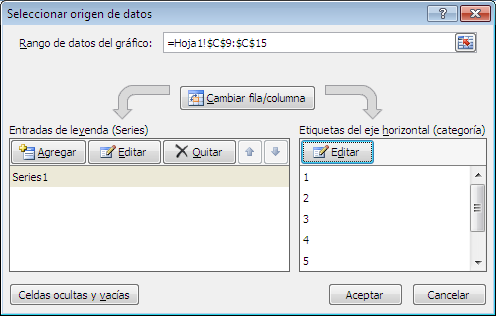 Seleccionar origen de datos
Rango de datos del gráfico: =Hoja1!$C$9:$C$15
Cambiar fila/columna
Entradas de leyenda (Series)
Agregar Editar Quitar
Series1
Etiquetas del eje horizontal (categoría)
Editar
1
2
3
4
5
Celdas ocultas y vacías Aceptar Cancelar